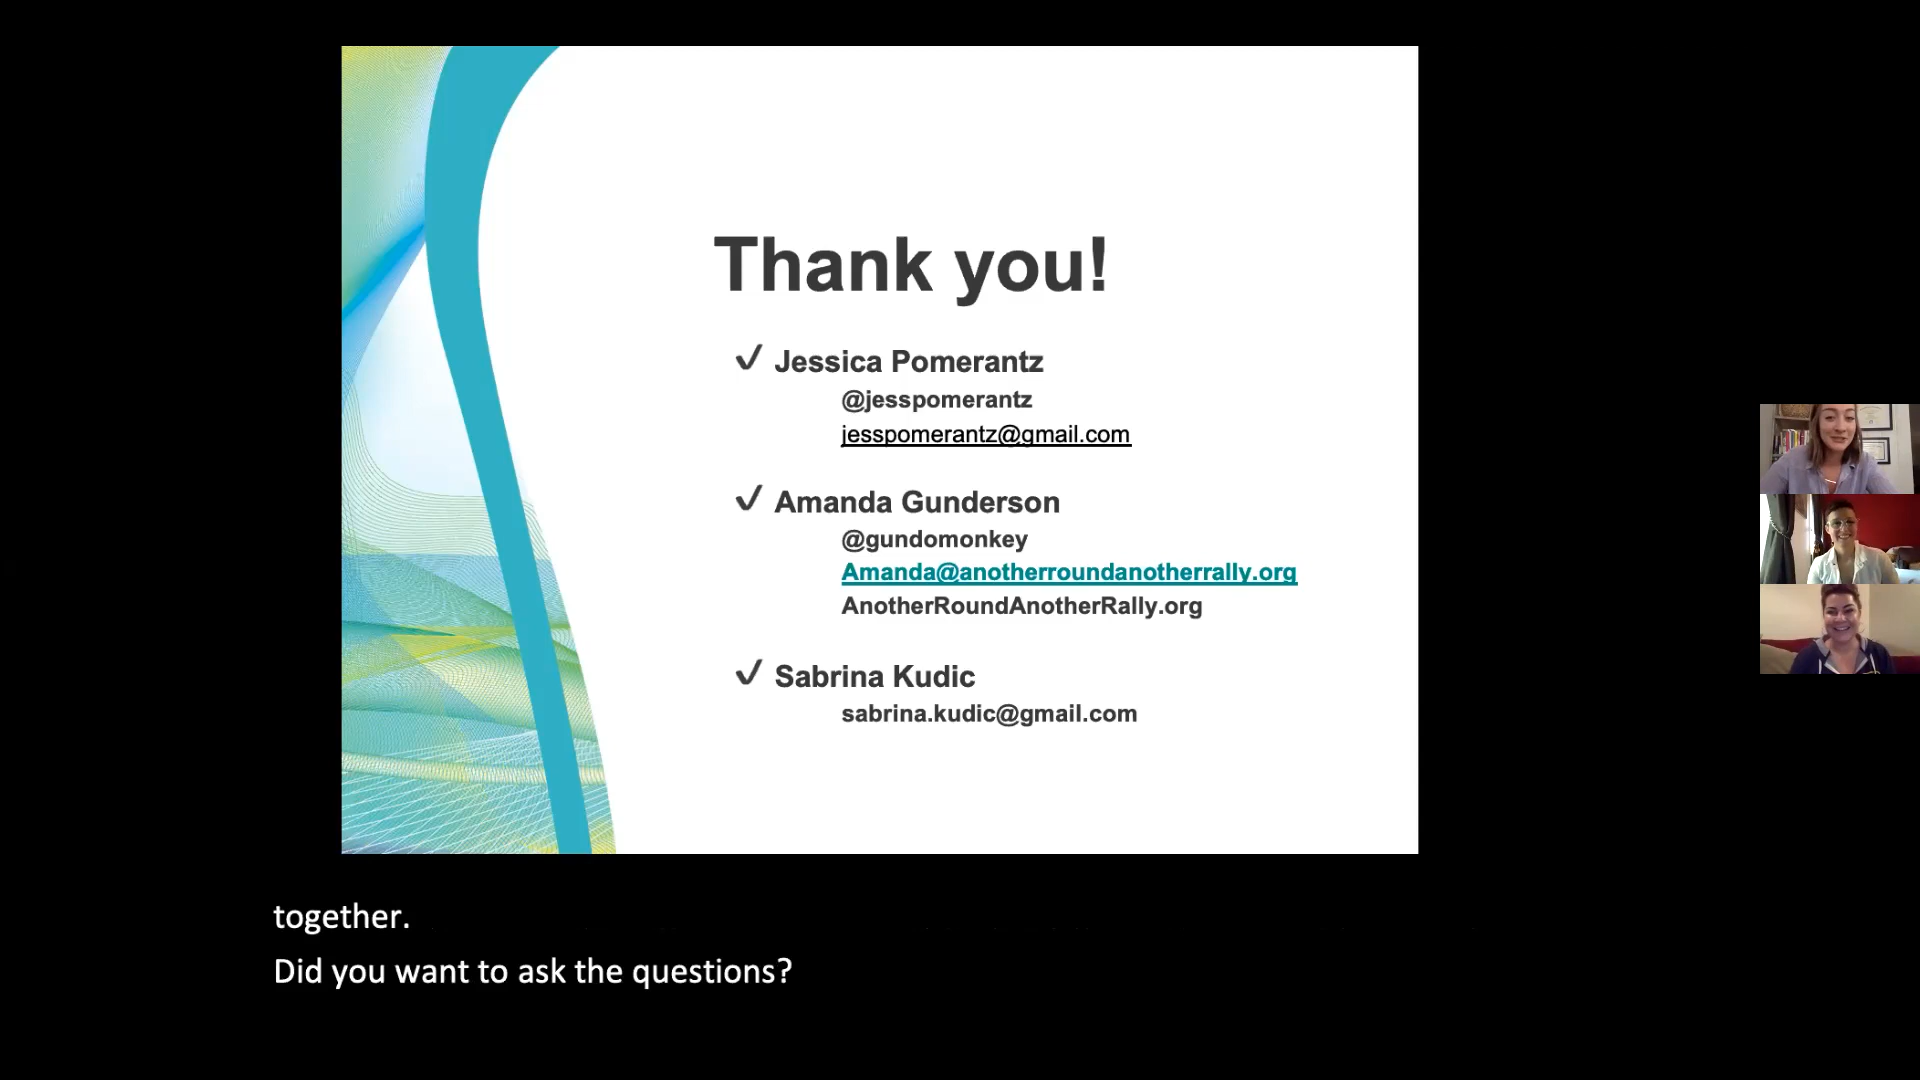 Thank you!
✓ Jessica Pomerantz
@jesspomerantz
jesspomerantz@gmail.com
✓ Amanda Gunderson
@gundomonkey
Amanda@anotherroundanotherrally.org
AnotherRoundAnotherRally.org
✓ Sabrina Kudic
sabrina.kudic@gmail.com
together.
Did you want to ask the questions?